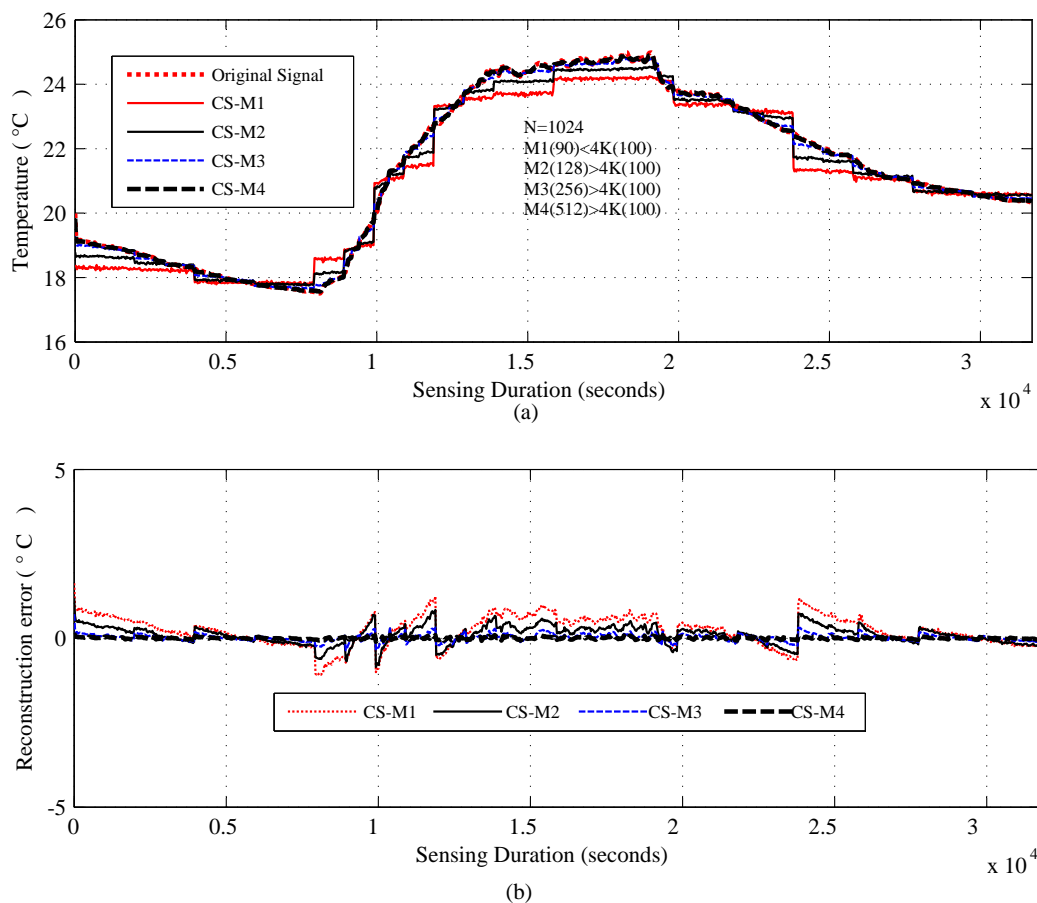 26
24
22
20
18
16
Temperature ( °C)
Original Signal
CS-M1
CS-M2
CS-M3
CS-M4
N=1024
M1(90)<4K(100)
M2(128)>4K(100)
M3(256)>4K(100)
M4(512)>4K(100)
0 0.5 1 1.5 2 2.5 3
Sensing Duration (seconds)
x 10^4
(a)
5
0
-5
Reconstruction error ( ° C )
CS-M1 CS-M2 CS-M3 CS-M4
0 0.5 1 1.5 2 2.5 3
Sensing Duration (seconds)
x 10^4
(b)